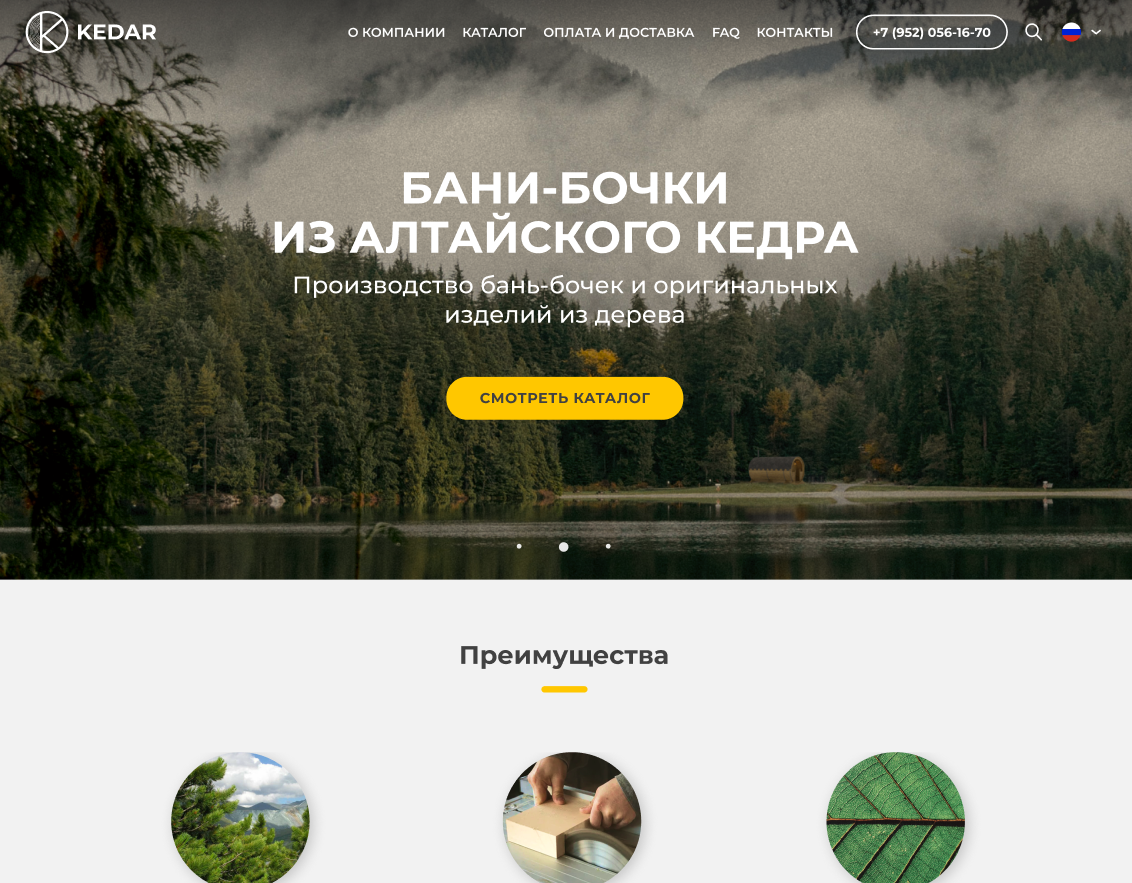 KEDAR
О КОМПАНИИ КАТАЛОГ ОПЛАТА И ДОСТАВКА FAQ КОНТАКТЫ +7 (952) 056-16-70
БАНИ-БОЧКИ
ИЗ АЛТАЙСКОГО КЕДРА
Производство бань-бочек и оригинальных
изделий из дерева
СМОТРЕТЬ КАТАЛОГ
Преимущества